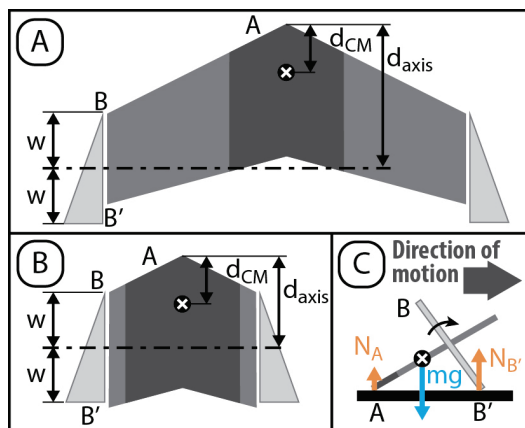 A
A
d_CM
d_axis
B
w
w
B'
B
A
d_CM
d_axis
B
w
w
B'
C
Direction of
motion
B
N_A
mg
N_B'
A
B'